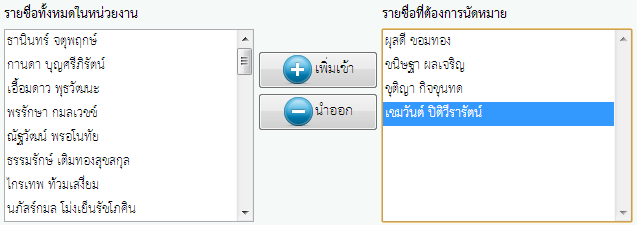 รายชื่อทั้งหมดในหน่วยงาน
ธานินทร์ จตุพฤกษ์
กานดา บุญศรีภิรัตน์
เอื้อมดาว พุธวัฒนะ
พรรักษา กมลเวชช์
ณัฐวัฒน์ พรอโนทัย
ธรรมรักษ์ เติมทองสุขสกุล
ไกรเทพ ท้วมเสงี่ยม
นภัสร์กมล โม่งเย็นรัชโภคิน
เพิ่มเข้า
นำออก
รายชื่อที่ต้องการนัดหมาย
ผุสดี ขอมทอง
ชนิษฐา ผลเจริญ
ชุติญา กิจขุนทด
เขมวันต์ ปิติวีรารัตน์